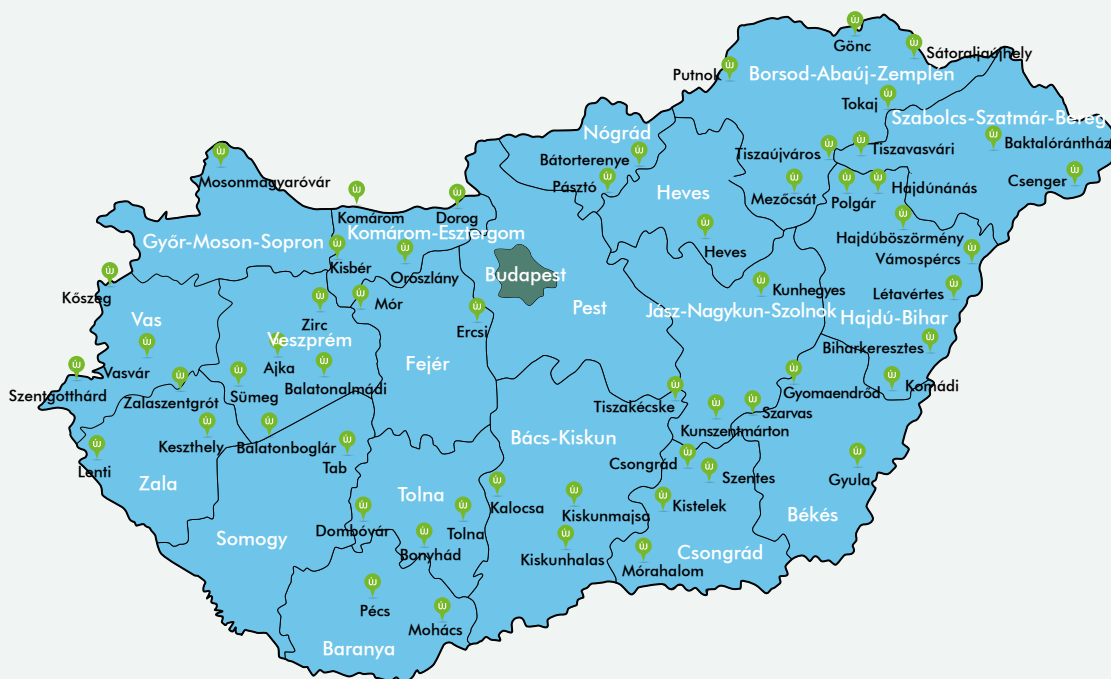 Gönc
Sátoraljaújhely
Putnok
Borsod-Abaúj-Zemplén
Tokaj
Szabolcs-Szatmár-Bereg
Nógrád
Baktalórántház
Bátorterenye
Tiszaújváros
Tiszavasvári
Mosonmagyaróvár
Pásztó
Heves
Mezőcsát
Polgár
Hajdúnánás
Csenger
Komárom
Dorog
Komárom-Esztergom
Győr-Moson-Sopron
Hajdúböszörmény
Kisbér
Oroszlány
Heves
Vámospércs
Budapest
Kőszeg
Mór
Kunhegyes
Létavértes
Pest
Jász-Nagykun-Szolnok
Hajdú-Bihar
Vas
Zirc
Ercsi
Veszprém
Biharkeresztes
Fejér
Vasvár
Ajka
Balatonalmádi
Szentgotthárd
Zalaszentgrót
Sümeg
Gyomaendrőd
Komádi
Tiszakécske
Szarvas
Kunszentmárton
Keszthely
Balatonboglár
Bács-Kiskun
Tab
Csongrád
Lenti
Zala
Szentes
Gyula
Tolna
Kalocsa
Kiskunmajsa
Kistelek
Békés
Dombóvár
Tolna
Somogy
Bonyhád
Kiskunhalas
Csongrád
Mórahalom
Pécs
Mohács
Baranya